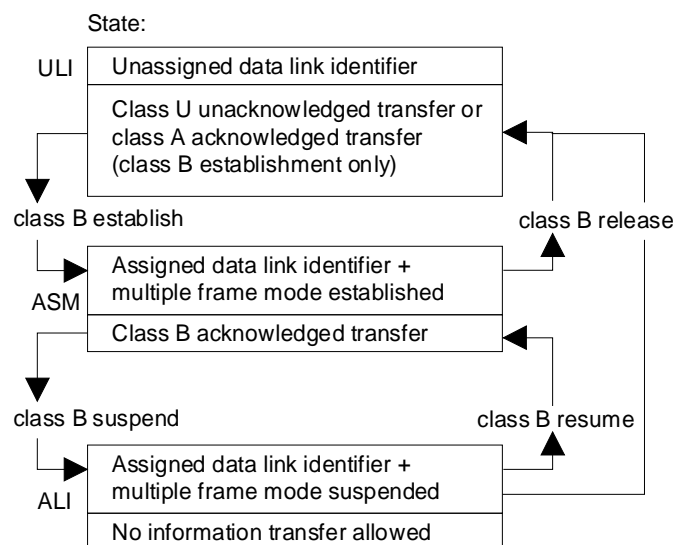 State:
ULI
Unassigned data link identifier
Class U unacknowledged transfer or
class A acknowledged transfer
(class B establishment only)
class B establish
class B release
Assigned data link identifier +
multiple frame mode established
ASM
Class B acknowledged transfer
class B suspend
class B resume
Assigned data link identifier +
multiple frame mode suspended
ALI
No information transfer allowed